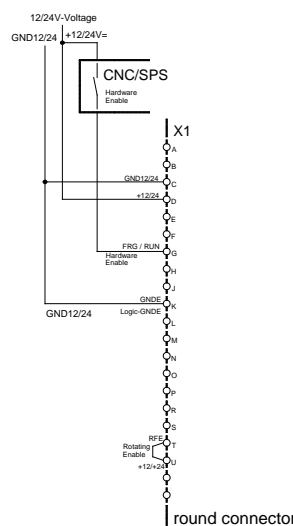 12/24V-Voltage
GND12/24
+12/24V=
CNC/SPS
Hardware
Enable
X1
A
B
GND12/24
C
+12/24
D
E
F
FRG / RUN
G
Hardware
Enable
H
J
GNDE
K
GND12/24
Logic-GNDE
L
M
N
O
P
R
S
RFE
T
Rotating
Enable
U
+12/+24
round connector